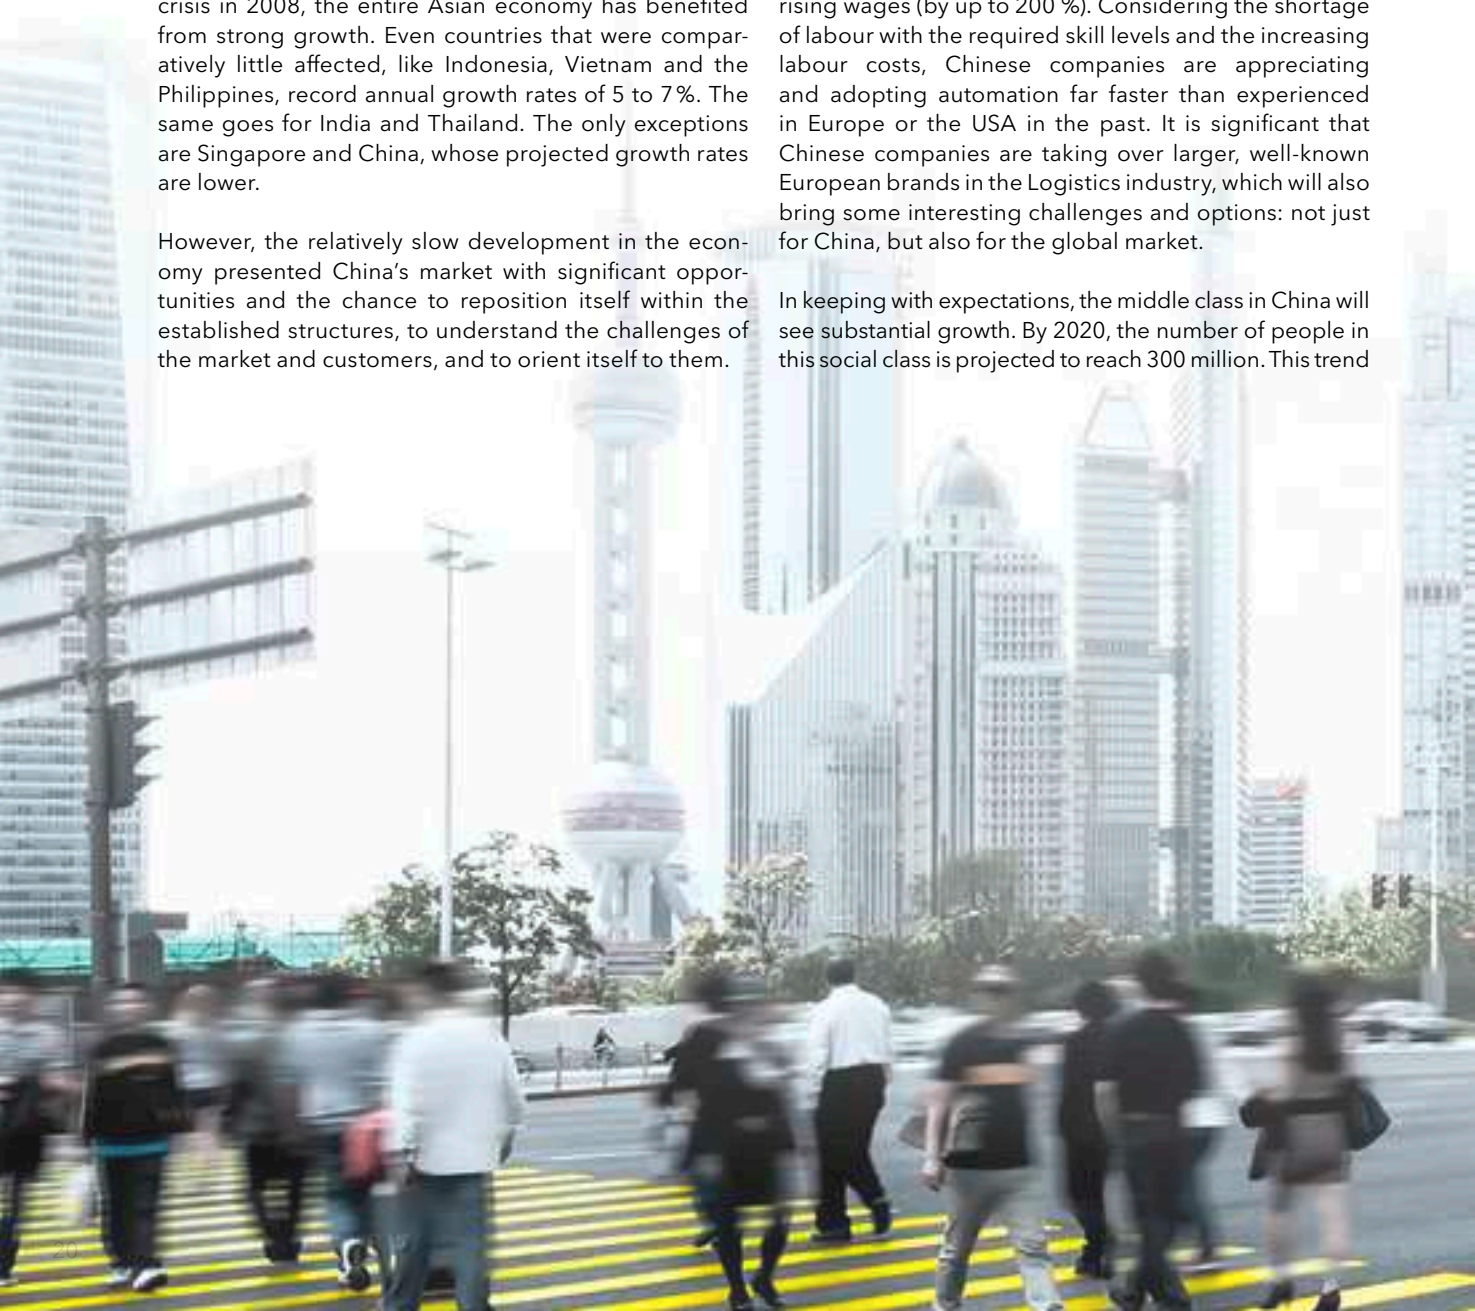 crisis in 2008, the entire Asian economy has benefited
from strong growth. Even countries that were compar-
atively little affected, like Indonesia, Vietnam and the
Philippines, record annual growth rates of 5 to 7%. The
same goes for India and Thailand. The only exceptions
are Singapore and China, whose projected growth rates
are lower.
However, the relatively slow development in the econ-
omy presented China's market with significant oppor-
tunities and the chance to reposition itself within the
established structures, to understand the challenges of
the market and customers, and to orient itself to them.
rising wages (by up to 200 %). Considering the shortage
of labour with the required skill levels and the increasing
labour costs, Chinese companies are appreciating
and adopting automation far faster than experienced
in Europe or the USA in the past. It is significant that
Chinese companies are taking over larger, well-known
European brands in the Logistics industry, which will also
bring some interesting challenges and options: not just
for China, but also for the global market.
In keeping with expectations, the middle class in China will
see substantial growth. By 2020, the number of people in
this social class is projected to reach 300 million. This trend
20